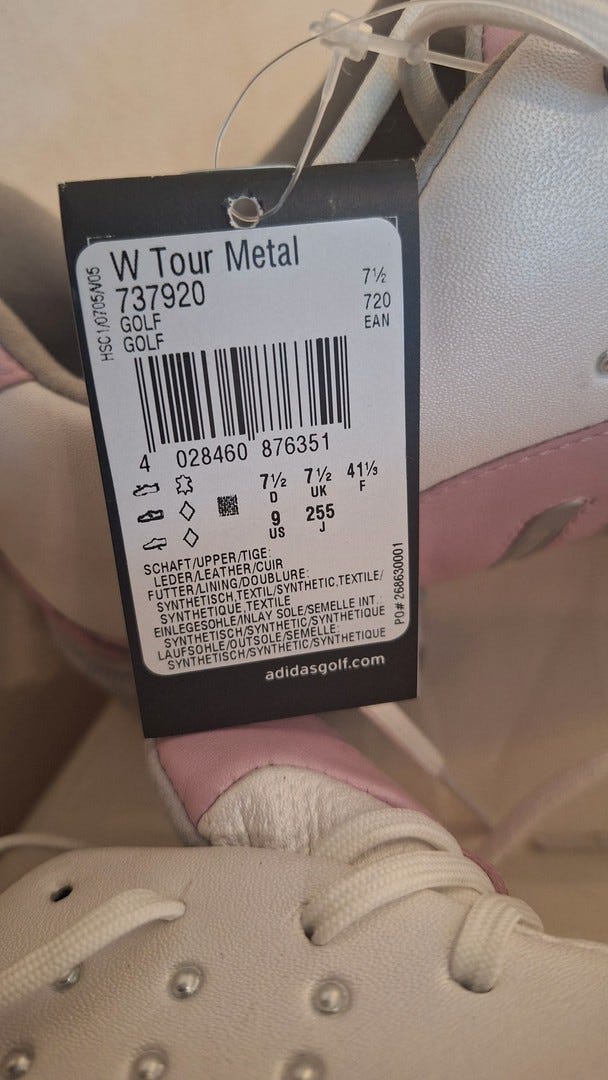 HSC1/0705/V05
W Tour Metal
737920
GOLF
GOLF
7½
720
EAN
4 028460 876351
7½ 7½ 41⅓
D UK F
9 255
US J
SCHAFT/UPPER/TIGE:
LEDER/LEATHER/CUIR
FUTTER/LINING/DOUBLURE:
SYNTHETISCH,TEXTIL/SYNTHETIC,TEXTILE/
SYNTHETIQUE,TEXTILE
EINLEGESOHLE/INLAY SOLE/SEMELLE INT.:
SYNTHETISCH/SYNTHETIC/SYNTHETIQUE
LAUFSOHLE/OUTSOLE/SEMELLE:
SYNTHETISCH/SYNTHETIC/SYNTHETIQUE
PO# 268630001
adidasgolf.com